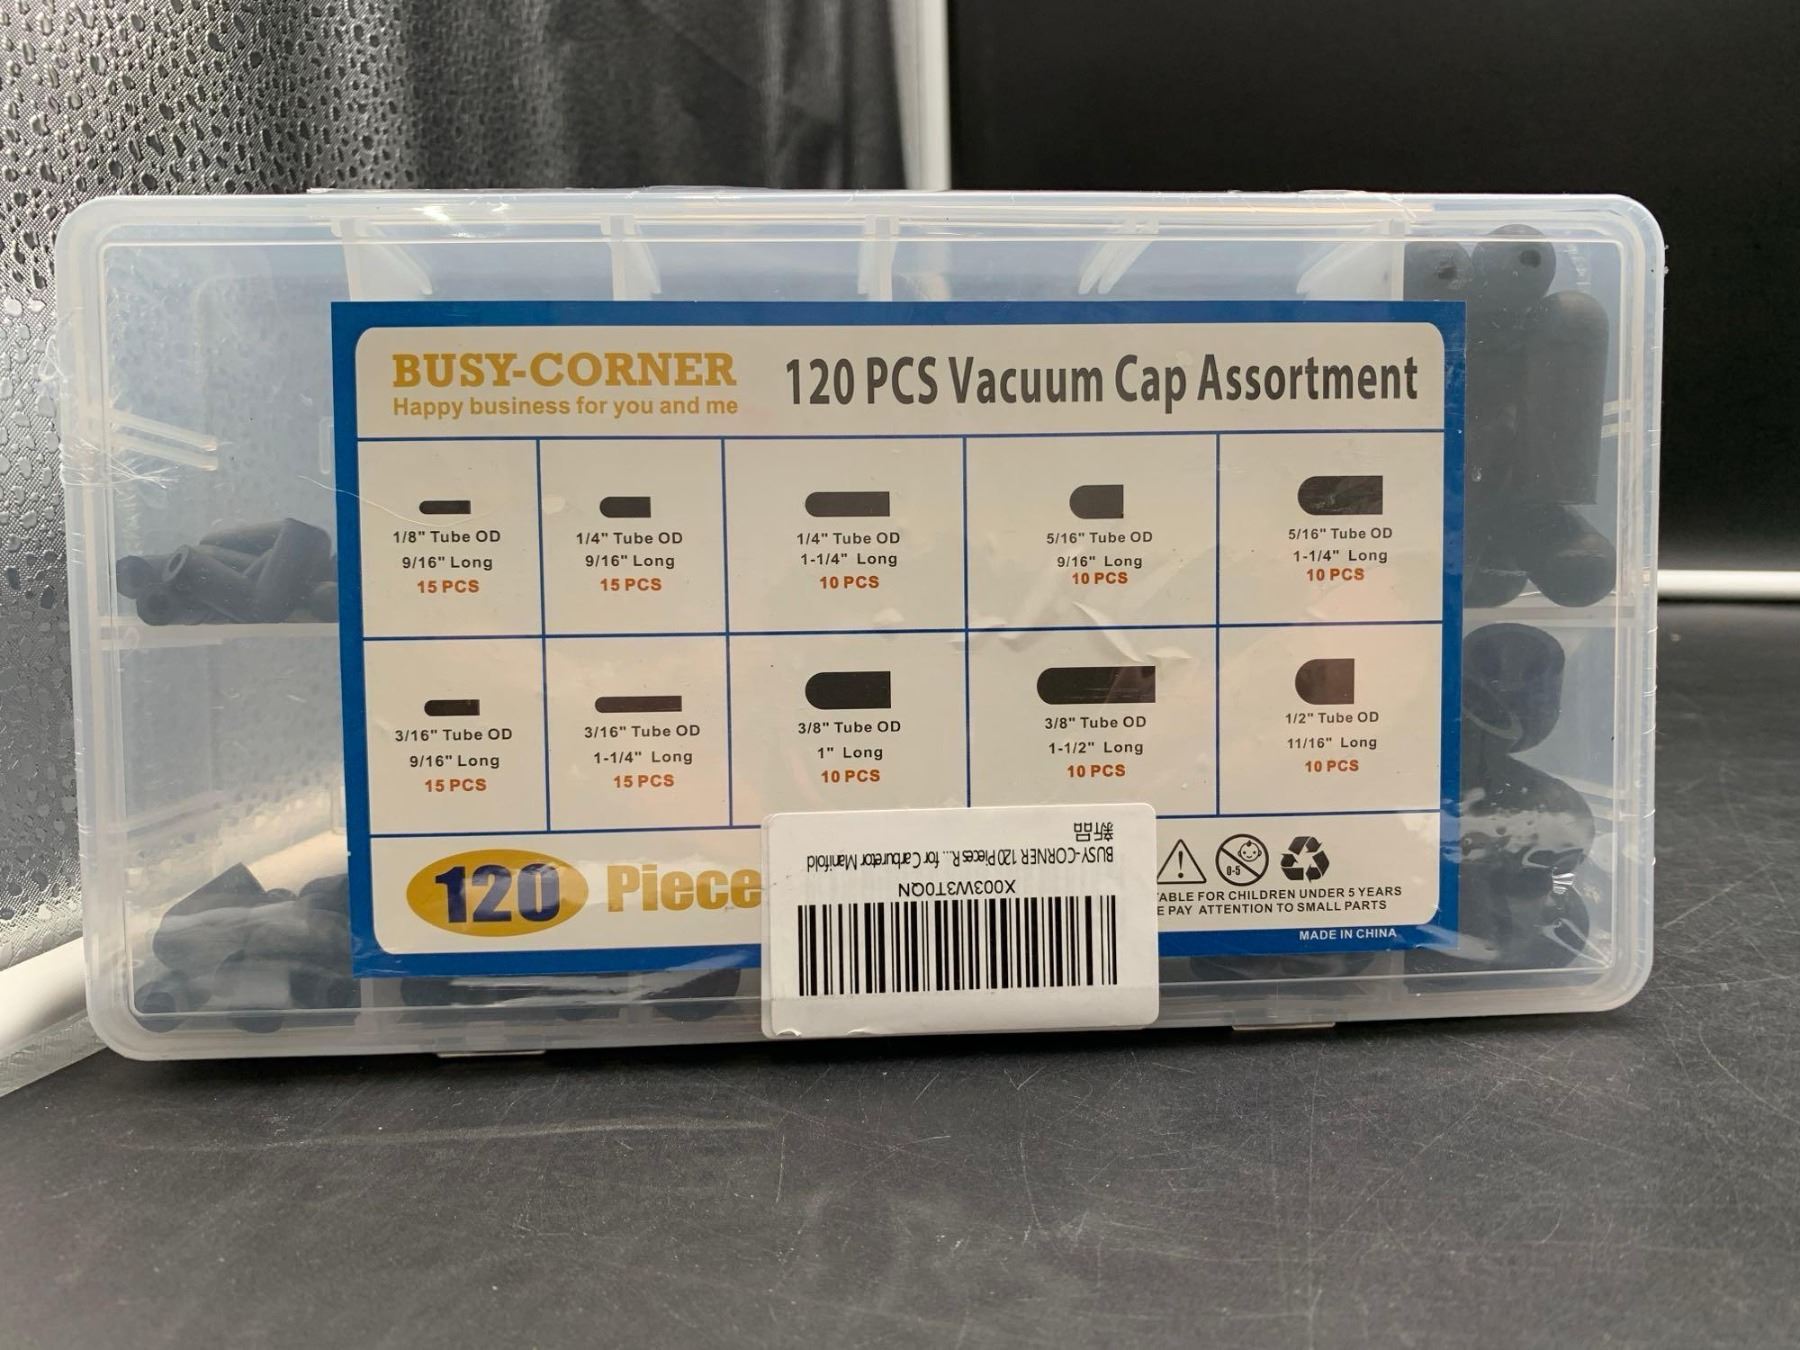 BUSY-CORNER
Happy business for you and me
120 PCS Vacuum Cap Assortment
1/8" Tube OD
9/16" Long
15 PCS
1/4" Tube OD
9/16" Long
15 PCS
1/4" Tube OD
1-1/4" Long
10 PCS
5/16" Tube OD
9/16" Long
10 PCS
5/16" Tube OD
1-1/4" Long
10 PCS
3/16" Tube OD
9/16" Long
15 PCS
3/16" Tube OD
1-1/4" Long
15 PCS
3/8" Tube OD
1" Long
10 PCS
3/8" Tube OD
1-1/2" Long
10 PCS
1/2" Tube OD
11/16" Long
10 PCS
120 Piece
X003W3T0QN
BUSY-CORNER 120 Pieces R... for Carburetor Manifold
新品
0-5
TABLE FOR CHILDREN UNDER 5 YEARS
E PAY ATTENTION TO SMALL PARTS
MADE IN CHINA